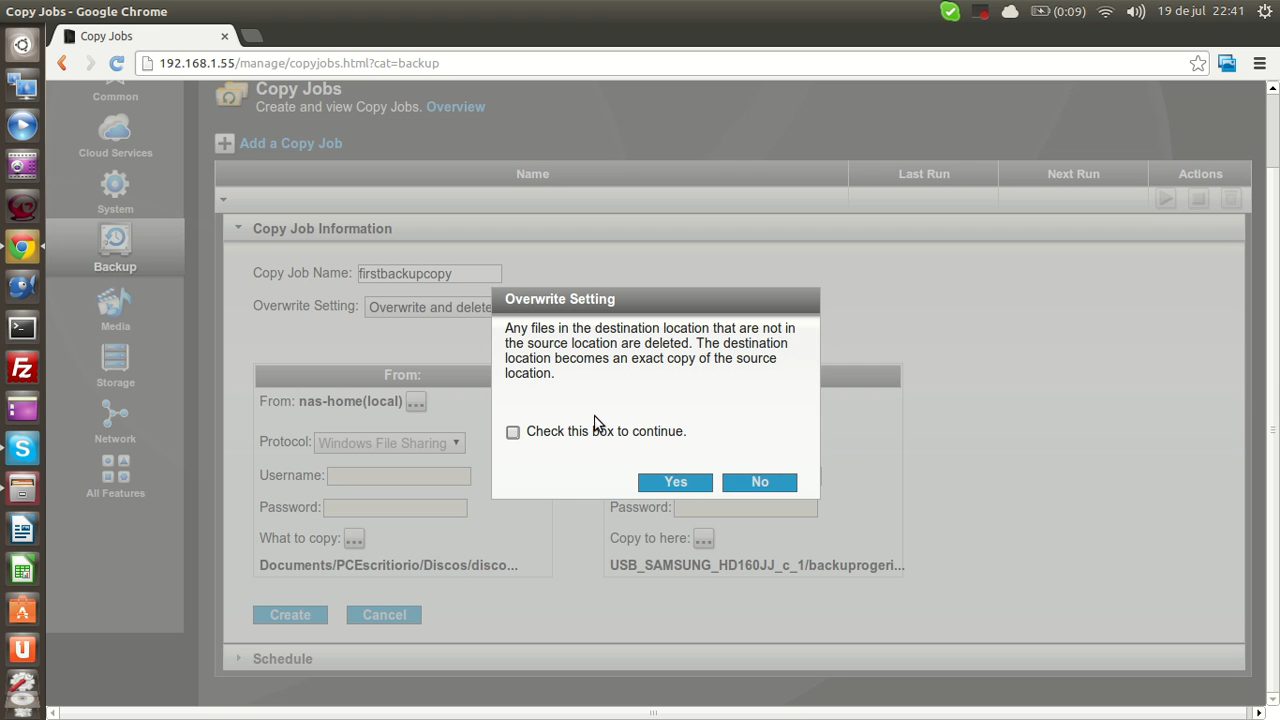 Copy Jobs - Google Chrome
(0:09)
19 de jul 22:41
Copy Jobs
192.168.1.55/manage/copyjobs.html?cat=backup
Common
Cloud Services
System
Backup
Media
Storage
Network
All Features
Copy Jobs
Create and view Copy Jobs. Overview
Add a Copy Job
Name
Last Run
Next Run
Actions
Copy Job Information
Copy Job Name: firstbackupcopy
Overwrite Setting: Overwrite and delete
From:
From: nas-home(local) ...
Protocol: Windows File Sharing
Username:
Password:
What to copy: ...
Documents/PCEscritiorio/Discos/disco...
Password:
Copy to here: ...
USB_SAMSUNG_HD160JJ_c_1/backuprogeri...
Create
Cancel
Schedule
Overwrite Setting
Any files in the destination location that are not in
the source location are deleted. The destination
location becomes an exact copy of the source
location.
Check this box to continue.
Yes
No